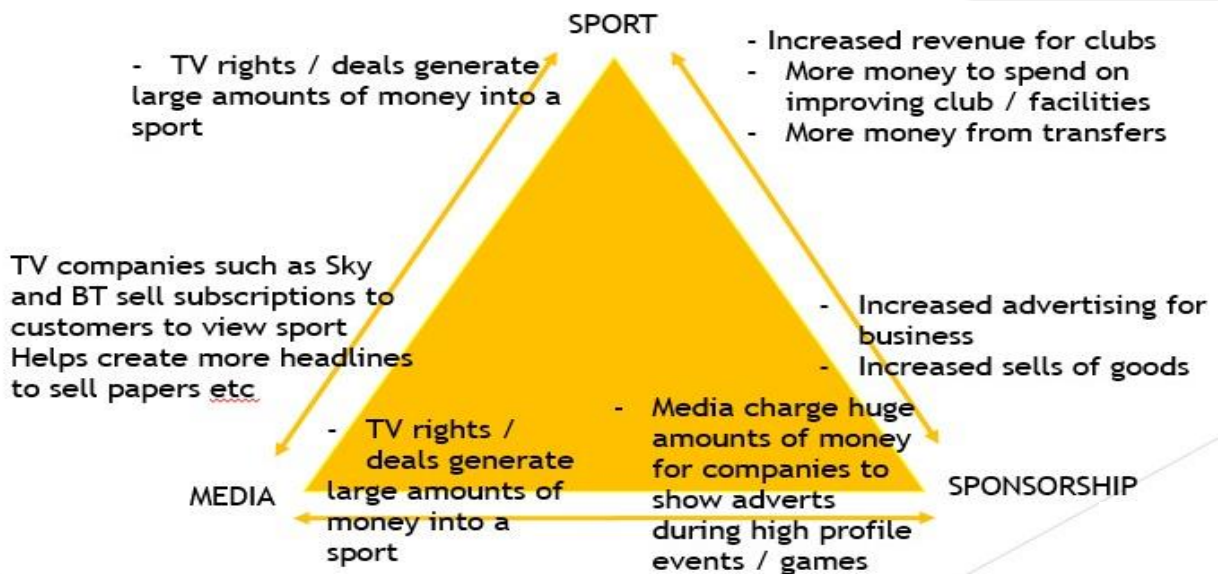 SPORT
- TV rights / deals generate
large amounts of money into a
sport
- Increased revenue for clubs
- More money to spend on
improving club / facilities
- More money from transfers
TV companies such as Sky
and BT sell subscriptions to
customers to view sport
Helps create more headlines
to sell papers etc
- Increased advertising for
business
- Increased sells of goods
MEDIA
- TV rights /
deals generate
large amounts of
money into a
sport
- Media charge huge
amounts of money
for companies to
show adverts
during high profile
events / games
SPONSORSHIP